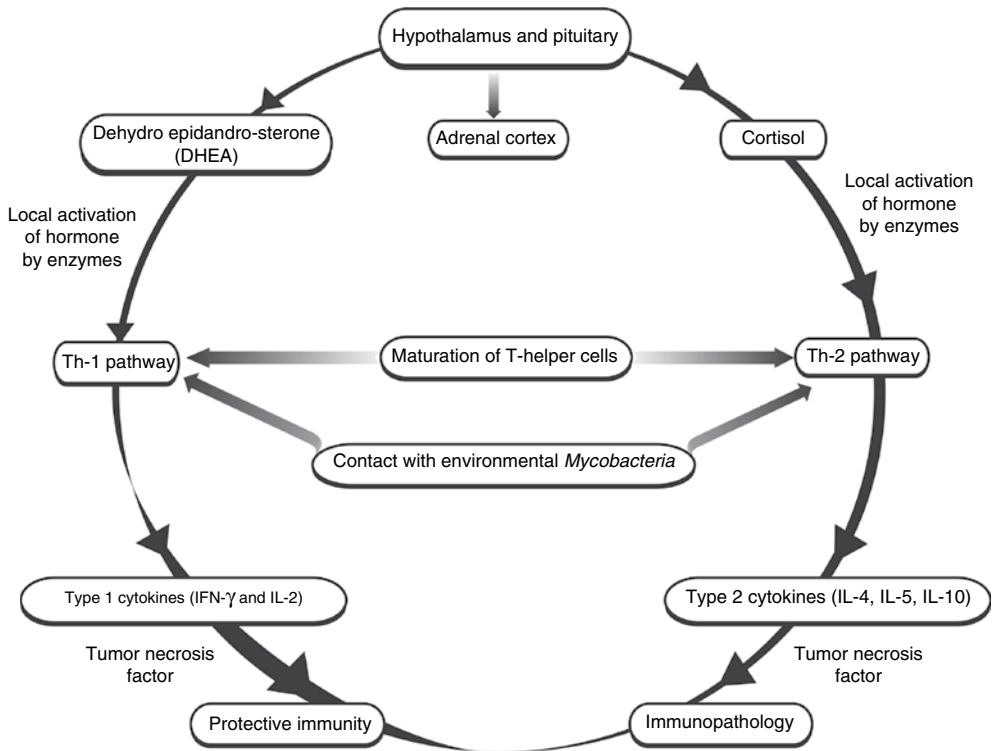 Hypothalamus and pituitary
Dehydro epidandro-sterone
(DHEA)
Adrenal cortex
Cortisol
Local activation
of hormone
by enzymes
Local activation
of hormone
by enzymes
Th-1 pathway
Maturation of T-helper cells
Th-2 pathway
Contact with environmental Mycobacteria
Type 1 cytokines (IFN-γ and IL-2)
Type 2 cytokines (IL-4, IL-5, IL-10)
Tumor necrosis
factor
Tumor necrosis
factor
Protective immunity
Immunopathology